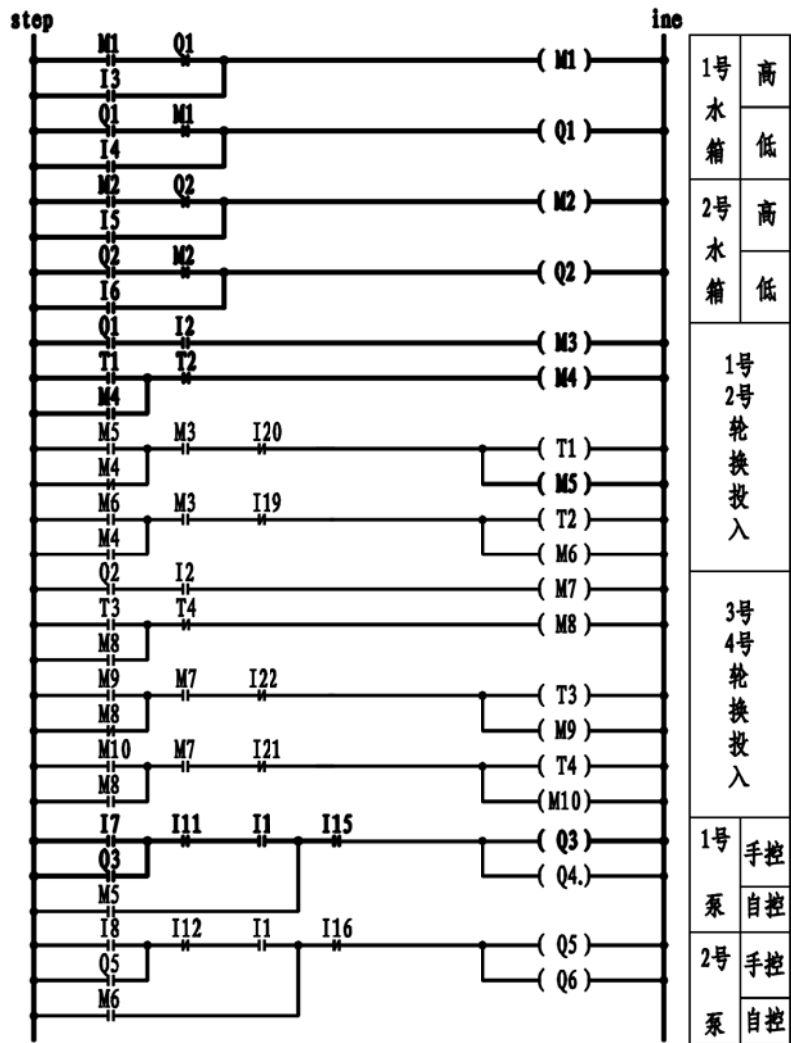 step ine
M1 Q1 ( M1 )
I3
Q1 M1 ( Q1 )
I4
M2 Q2 ( M2 )
I5
Q2 M2 ( Q2 )
I6
Q1 I2 ( M3 )
T1 T2 ( M4 )
M4
M5 M3 I20 ( T1 )
M4 ( M5 )
M6 M3 I19 ( T2 )
M4 ( M6 )
Q2 I2 ( M7 )
T3 T4 ( M8 )
M8
M9 M7 I22 ( T3 )
M8 ( M9 )
M10 M7 I21 ( T4 )
M8 (M10)
I7 I11 I1 I15 ( Q3 )
Q3 ( Q4.)
M5
I8 I12 I1 I16 ( Q5 )
Q5 ( Q6 )
M6
1号
水
箱
高
低
2号
水
箱
高
低
1号
2号
轮
换
投
入
3号
4号
轮
换
投
入
1号
泵
手控
自控
2号
泵
手控
自控